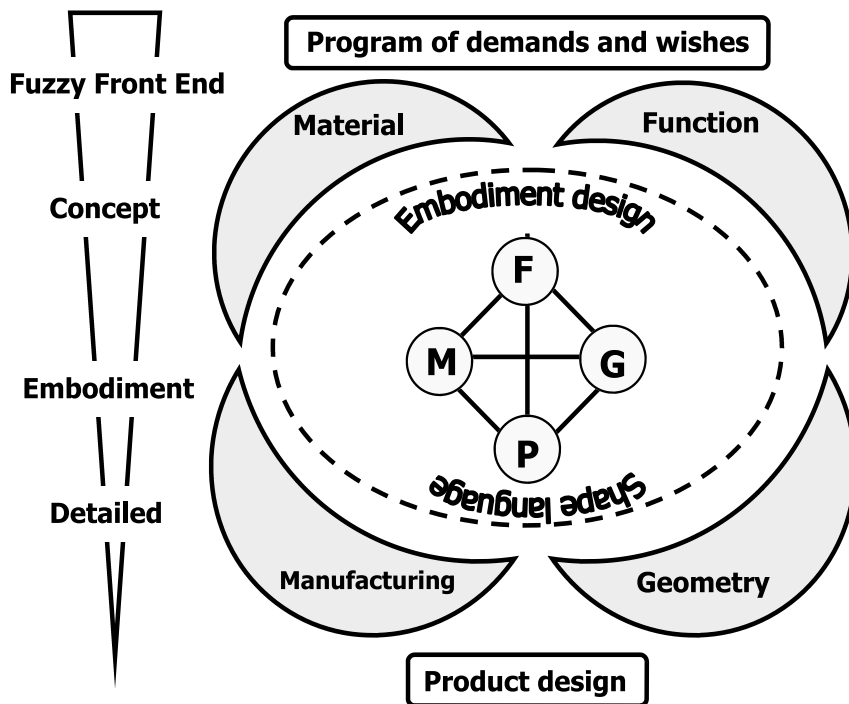 Program of demands and wishes
Fuzzy Front End
Material
Function
Concept
Embodiment design
F
M
G
Embodiment
P
Shape language
Detailed
Manufacturing
Geometry
Product design